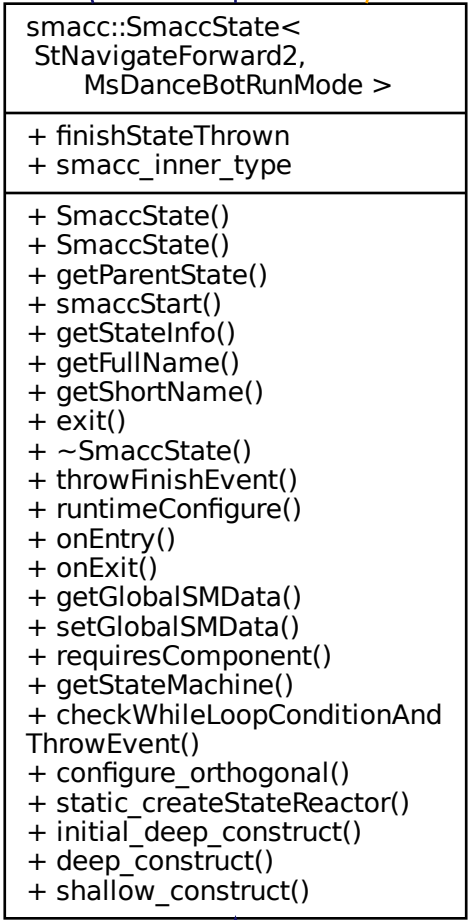 smacc::SmaccState<
StNavigateForward2,
MsDanceBotRunMode >
+ finishStateThrown
+ smacc_inner_type
+ SmaccState()
+ SmaccState()
+ getParentState()
+ smaccStart()
+ getStateInfo()
+ getFullName()
+ getShortName()
+ exit()
+ ~SmaccState()
+ throwFinishEvent()
+ runtimeConfigure()
+ onEntry()
+ onExit()
+ getGlobalSMData()
+ setGlobalSMData()
+ requiresComponent()
+ getStateMachine()
+ checkWhileLoopConditionAnd
ThrowEvent()
+ configure_orthogonal()
+ static_createStateReactor()
+ initial_deep_construct()
+ deep_construct()
+ shallow_construct()